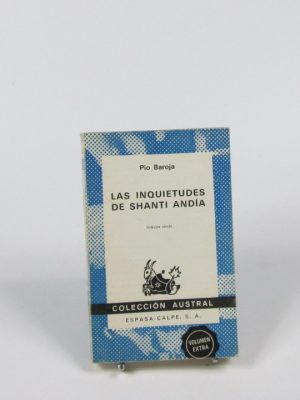 Pío Baroja
LAS INQUIETUDES
DE SHANTI ANDÍA
COLECCIÓN AUSTRAL
ESPASA-CALPE, S. A.
VOLUMEN
EXTRA